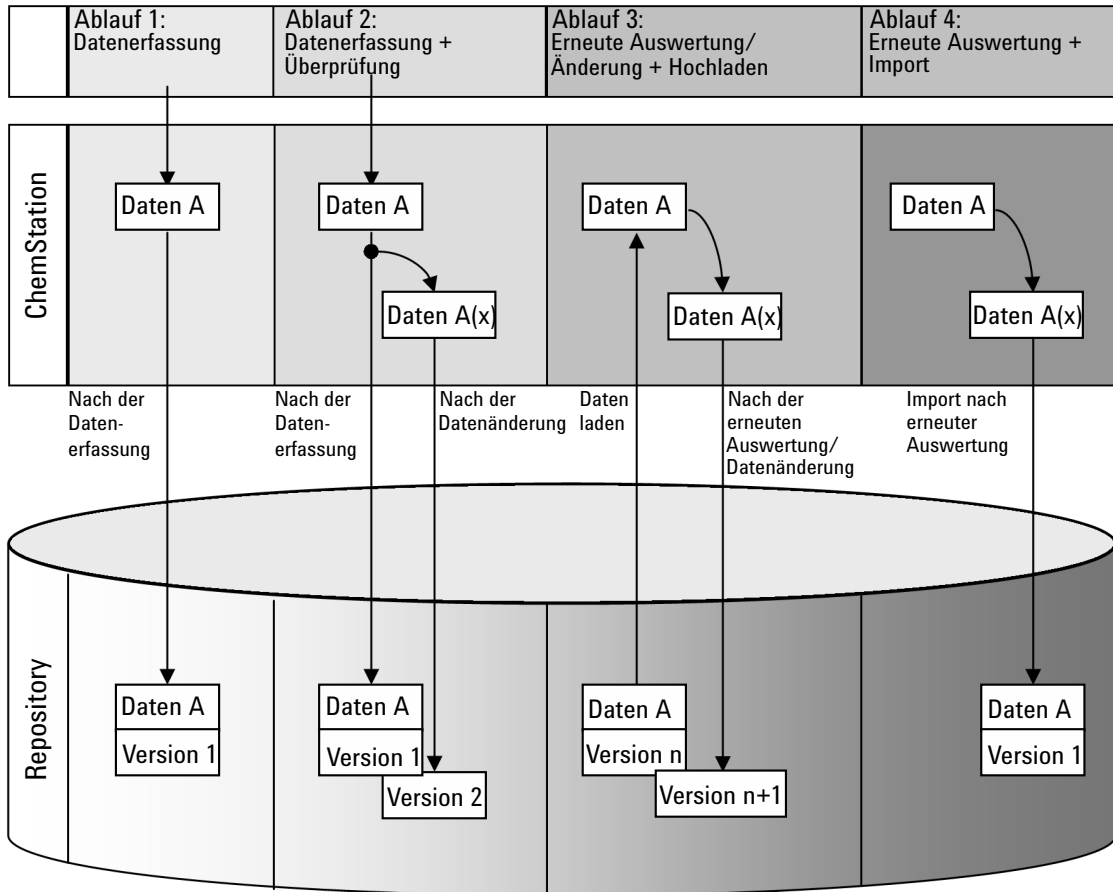 Ablauf 1:
Datenerfassung
Ablauf 2:
Datenerfassung +
Überprüfung
Ablauf 3:
Erneute Auswertung/
Änderung + Hochladen
Ablauf 4:
Erneute Auswertung +
Import
ChemStation
Daten A
Daten A
Daten A(x)
Daten A
Daten A(x)
Daten A
Daten A(x)
Nach der
Daten-
erfassung
Nach der
Daten-
erfassung
Nach der
Datenänderung
Daten
laden
Nach der
erneuten
Auswertung/
Datenänderung
Import nach
erneuter
Auswertung
Repository
Daten A
Version 1
Daten A
Version 1
Version 2
Daten A
Version n
Version n+1
Daten A
Version 1